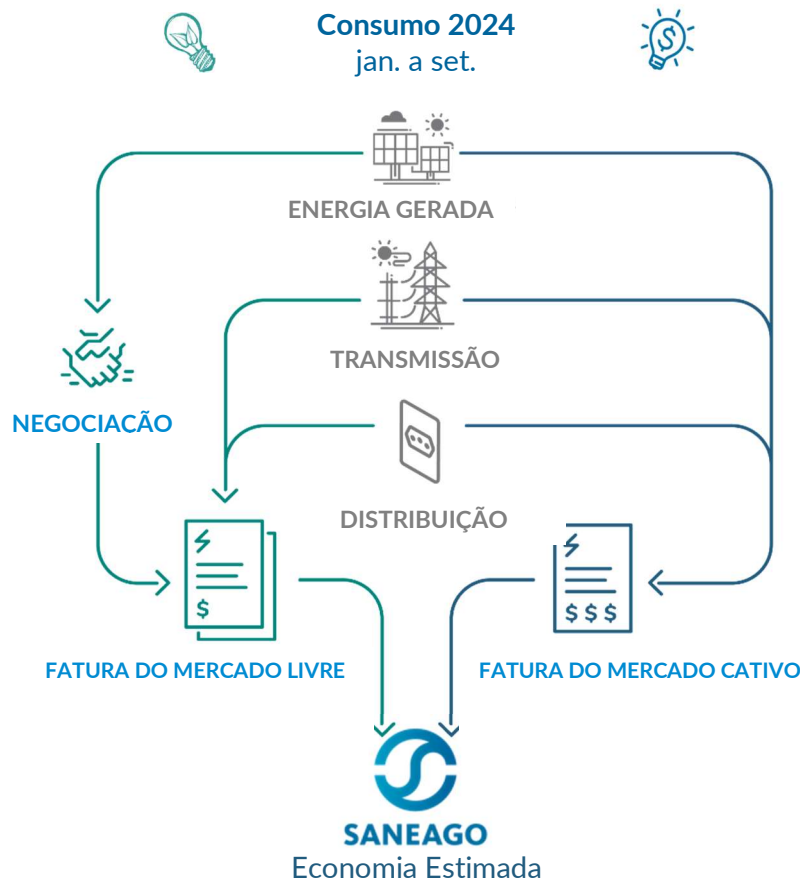 Consumo 2024
jan. a set.
ENERGIA GERADA
TRANSMISSÃO
NEGOCIAÇÃO
DISTRIBUIÇÃO
$
$ $ $
FATURA DO MERCADO LIVRE
FATURA DO MERCADO CATIVO
SANEAGO
Economia Estimada